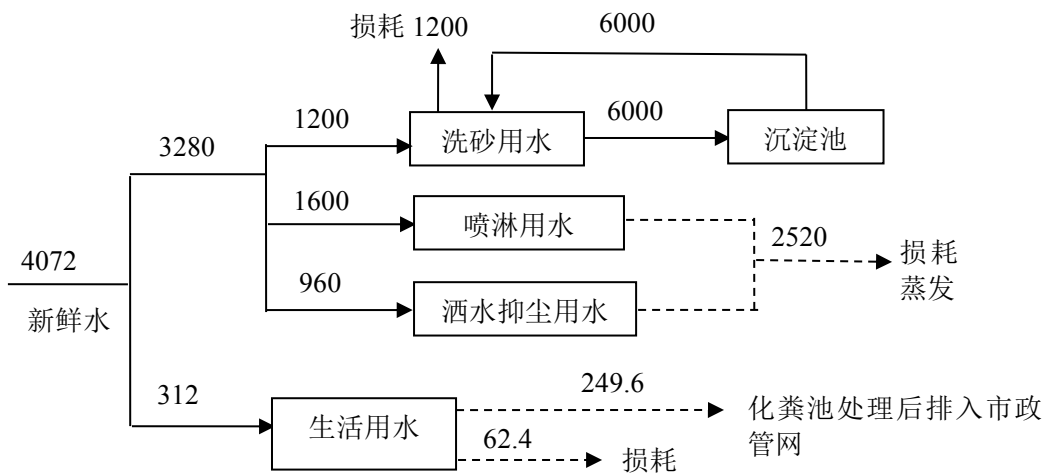 损耗 1200
6000
1200
洗砂用水
6000
沉淀池
3280
1600
喷淋用水
2520
损耗
蒸发
4072
新鲜水
960
洒水抑尘用水
312
生活用水
249.6
化粪池处理后排入市政
管网
62.4
损耗